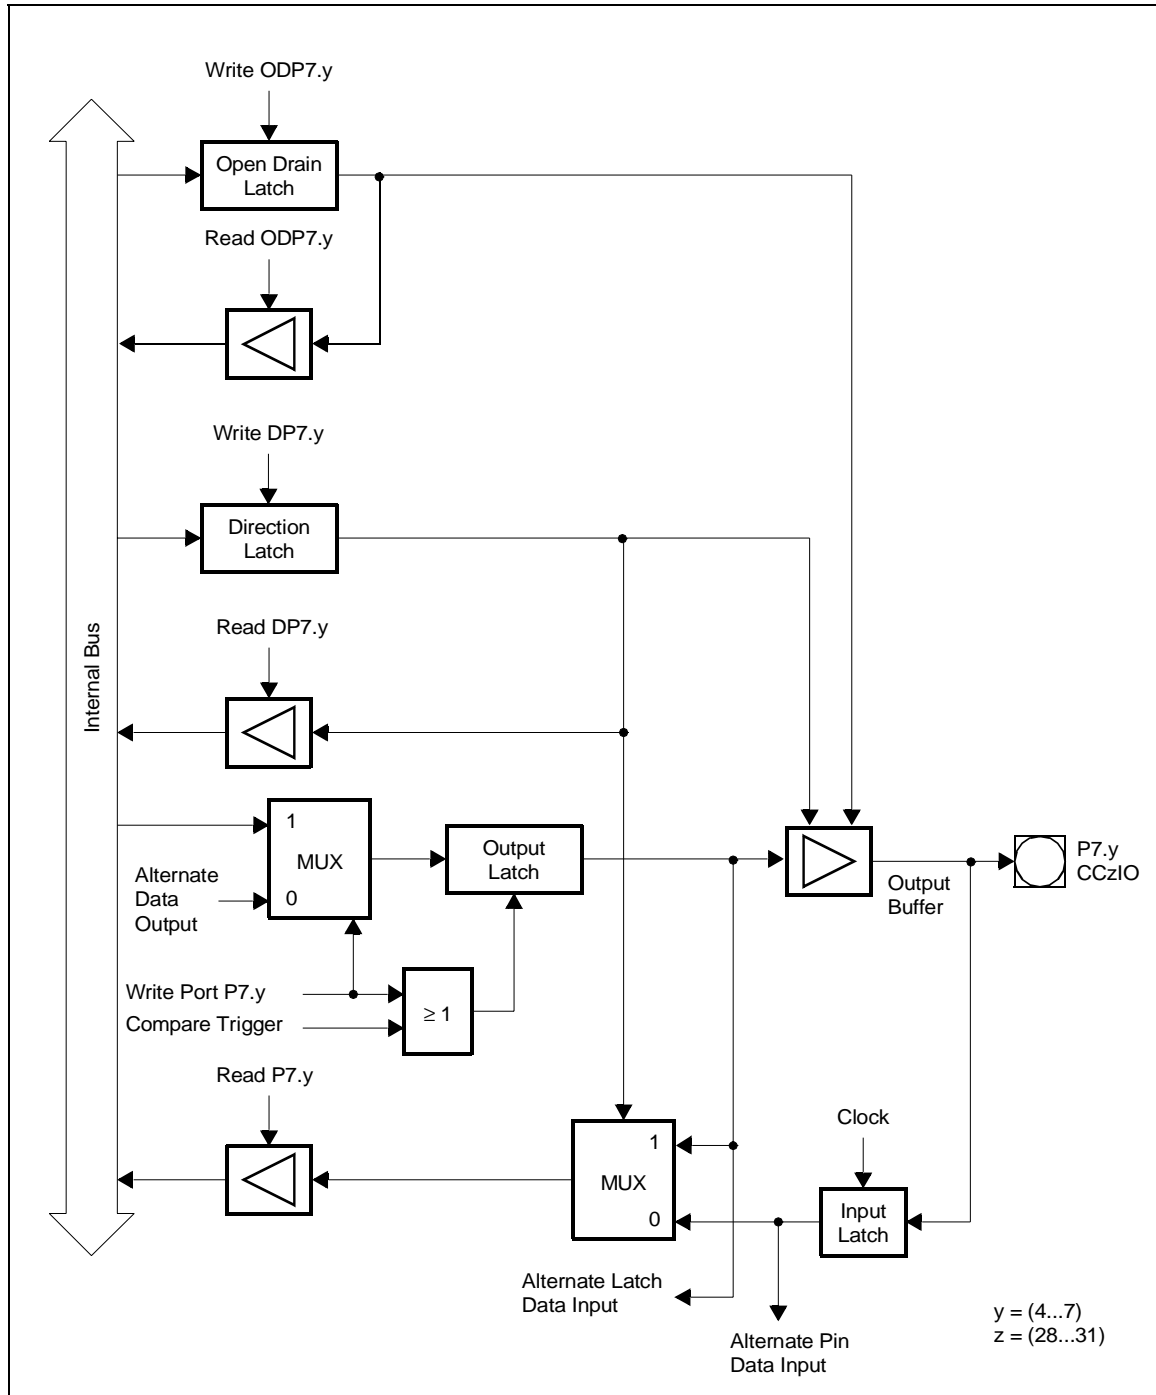 Write ODP7.y
Open Drain
Latch
Read ODP7.y
Write DP7.y
Direction
Latch
Read DP7.y
Internal Bus
1
MUX
0
Alternate
Data
Output
Output
Latch
Output
Buffer
P7.y
CCzIO
Write Port P7.y
Compare Trigger
≥ 1
Read P7.y
1
MUX
0
Clock
Input
Latch
Alternate Latch
Data Input
Alternate Pin
Data Input
y = (4...7)
z = (28...31)